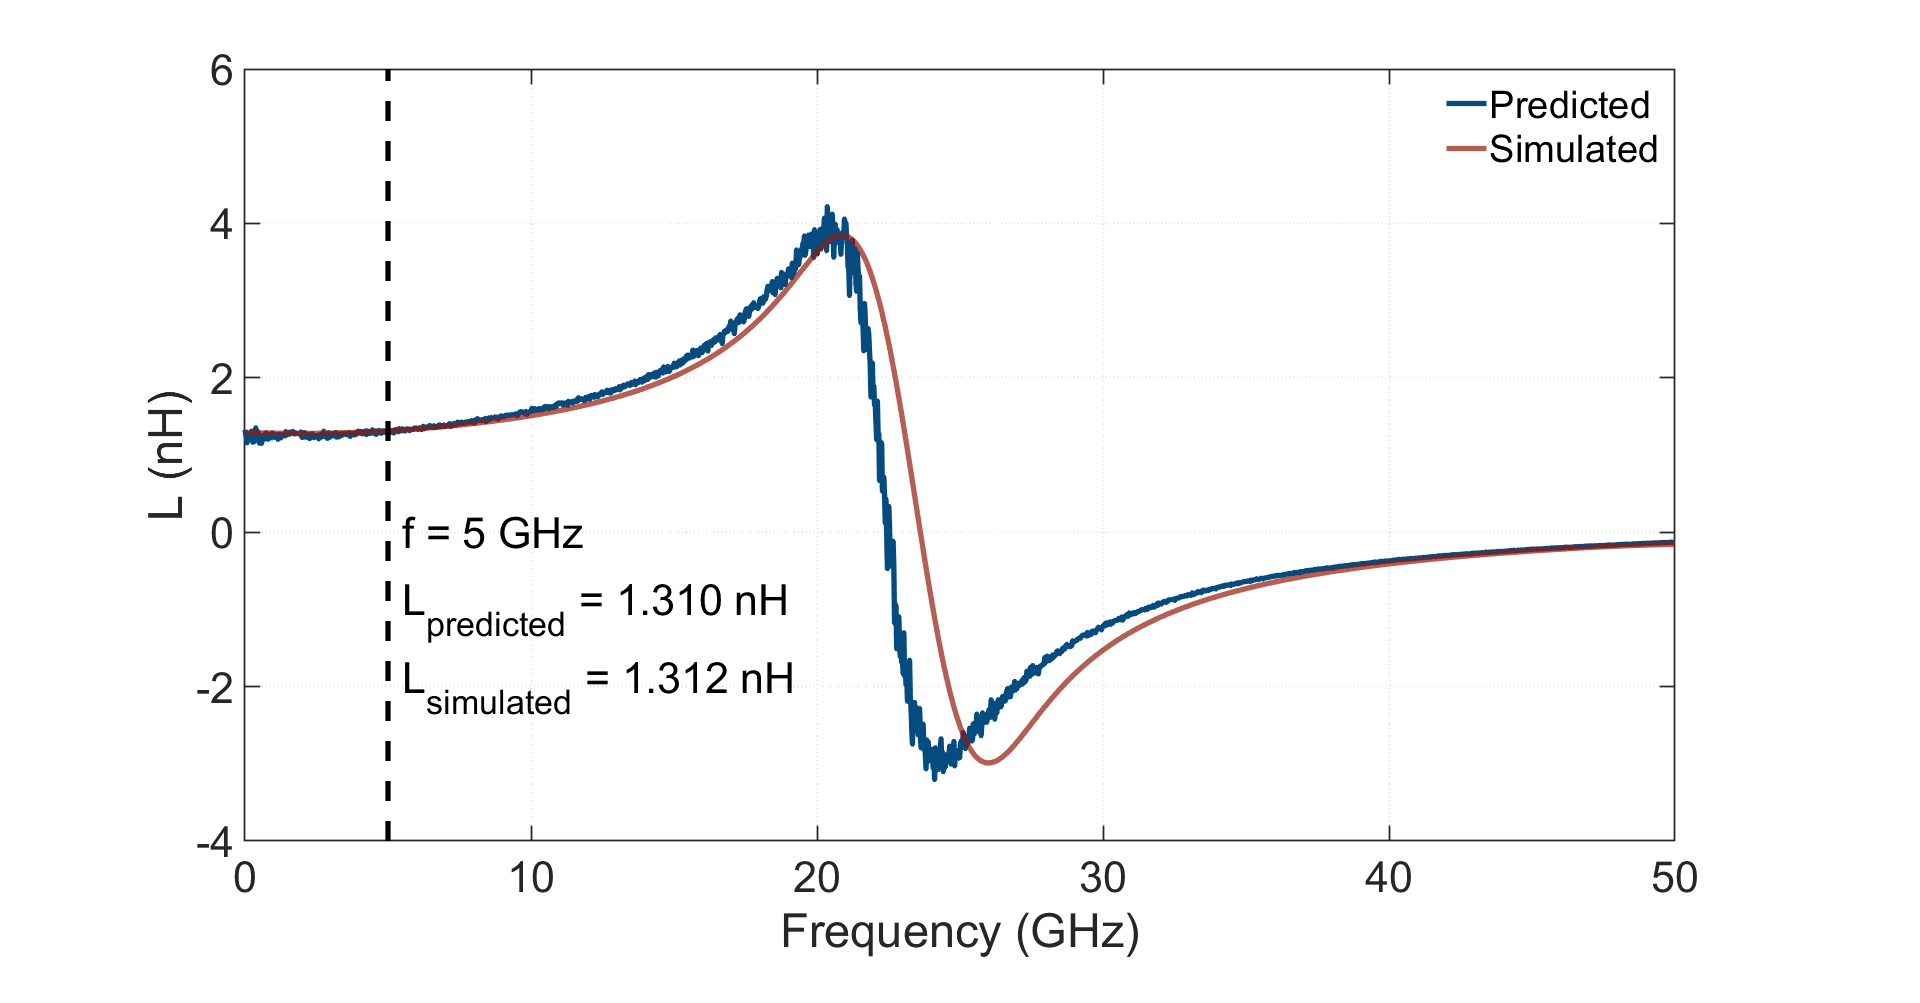 6
4
2
0
-2
-4
L (nH)
Predicted
Simulated
f = 5 GHz
L_predicted = 1.310 nH
L_simulated = 1.312 nH
0 10 20 30 40 50
Frequency (GHz)